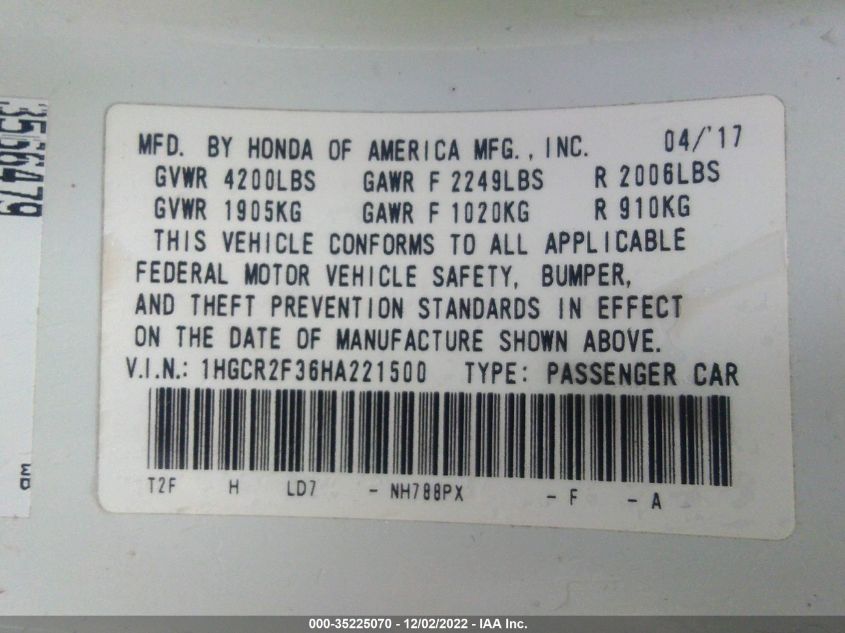 MFD. BY HONDA OF AMERICA MFG., INC. 04/'17
GVWR 4200LBS GAWR F 2249LBS R 2006LBS
GVWR 1905KG GAWR F 1020KG R 910KG
THIS VEHICLE CONFORMS TO ALL APPLICABLE
FEDERAL MOTOR VEHICLE SAFETY, BUMPER,
AND THEFT PREVENTION STANDARDS IN EFFECT
ON THE DATE OF MANUFACTURE SHOWN ABOVE.
V.I.N.: 1HGCR2F36HA221500 TYPE: PASSENGER CAR
T2F H LD7 - NH788PX - F - A
WB
000-35225070 - 12/02/2022 - IAA Inc.